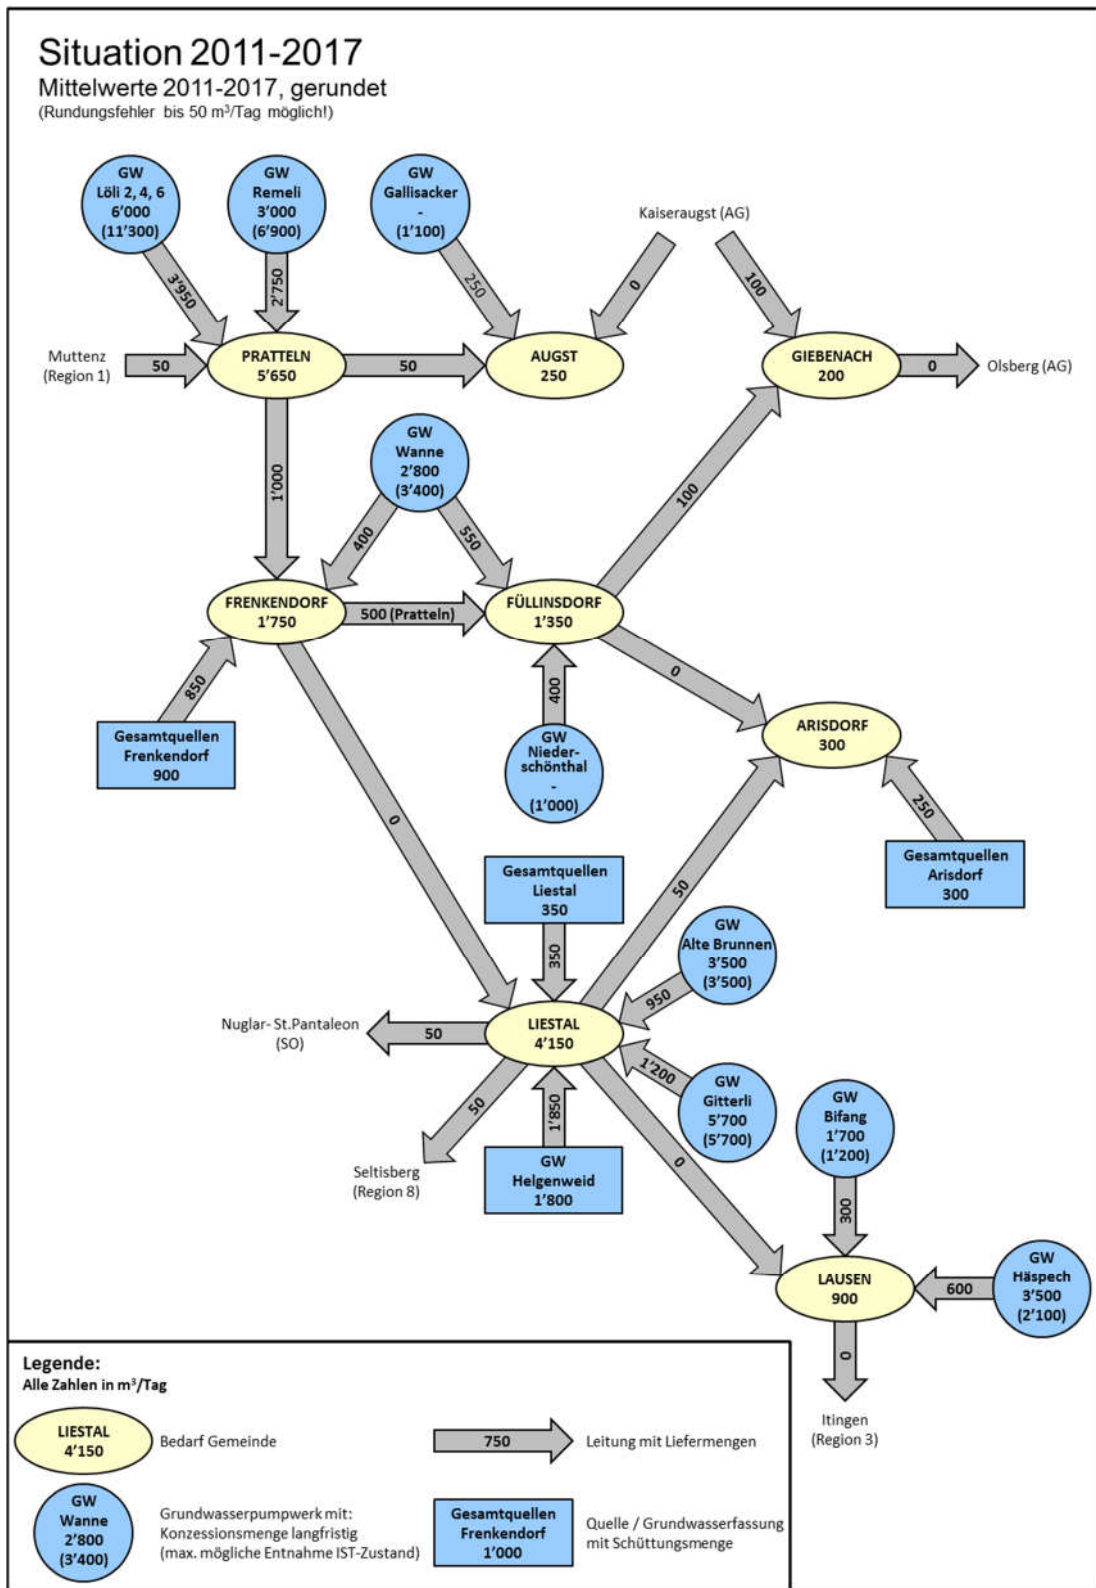 Situation 2011-2017
Mittelwerte 2011-2017, gerundet
(Rundungsfehler bis 50 m³/Tag möglich!)
GW
Löli 2, 4, 6
6’000
(11’300)
GW
Remeli
3’000
(6’900)
GW
Gallisacker
-
(1’100)
Kaiseraugst (AG)
3’950
2’750
250
0
100
Muttenz
(Region 1)
50
PRATTELN
5’650
50
AUGST
250
GIEBENACH
200
0
Olsberg (AG)
1’000
GW
Wanne
2’800
(3’400)
400
550
100
FRENKENDORF
1’750
500 (Pratteln)
FÜLLINSDORF
1’350
850
400
0
Gesamtquellen
Frenkendorf
900
GW
Nieder-
schönthal
-
(1’000)
ARISDORF
300
0
250
Gesamtquellen
Arisdorf
300
Gesamtquellen
Liestal
350
50
350
GW
Alte Brunnen
3’500
(3’500)
950
Nuglar- St.Pantaleon
(SO)
50
LIESTAL
4’150
1’200
GW
Gitterli
5’700
(5’700)
50
1’850
0
Seltisberg
(Region 8)
GW
Helgenweid
1’800
GW
Bifang
1’700
(1’200)
300
LAUSEN
900
600
GW
Häspech
3’500
(2’100)
0
Itingen
(Region 3)
Legende:
Alle Zahlen in m³/Tag
LIESTAL
4’150
Bedarf Gemeinde
750
Leitung mit Liefermengen
GW
Wanne
2’800
(3’400)
Grundwasserpumpwerk mit:
Konzessionsmenge langfristig
(max. mögliche Entnahme IST-Zustand)
Gesamtquellen
Frenkendorf
1’000
Quelle / Grundwasserfassung
mit Schüttungsmenge